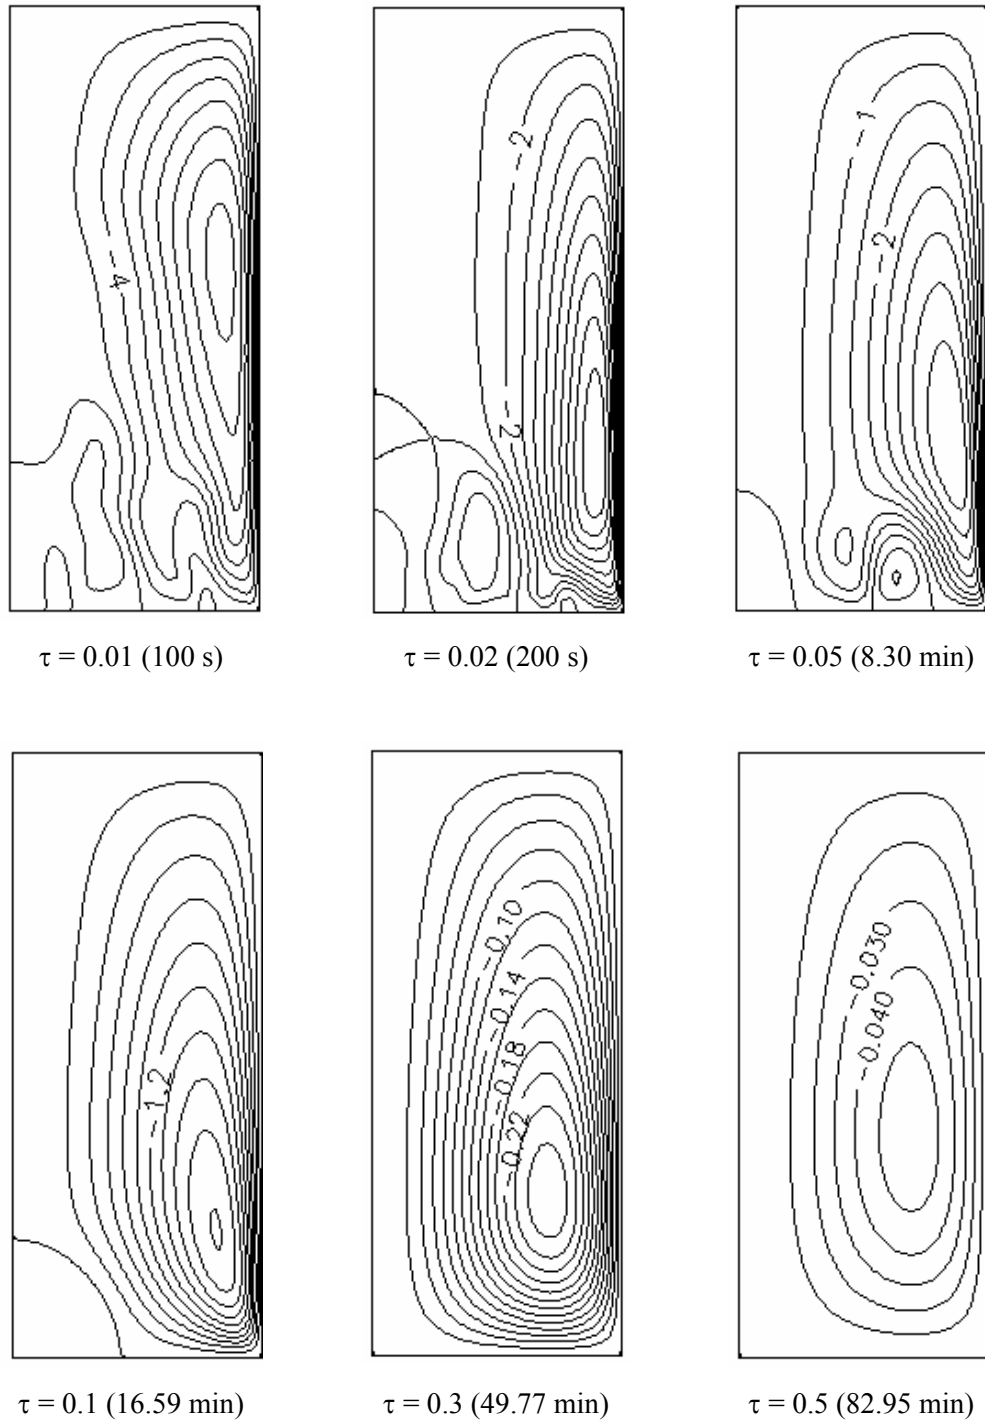 -4
-2
-2
-1
-2
τ = 0.01 (100 s)
τ = 0.02 (200 s)
τ = 0.05 (8.30 min)
-1.2
-0.10
-0.14
-0.18
-0.22
-0.030
-0.040
τ = 0.1 (16.59 min)
τ = 0.3 (49.77 min)
τ = 0.5 (82.95 min)